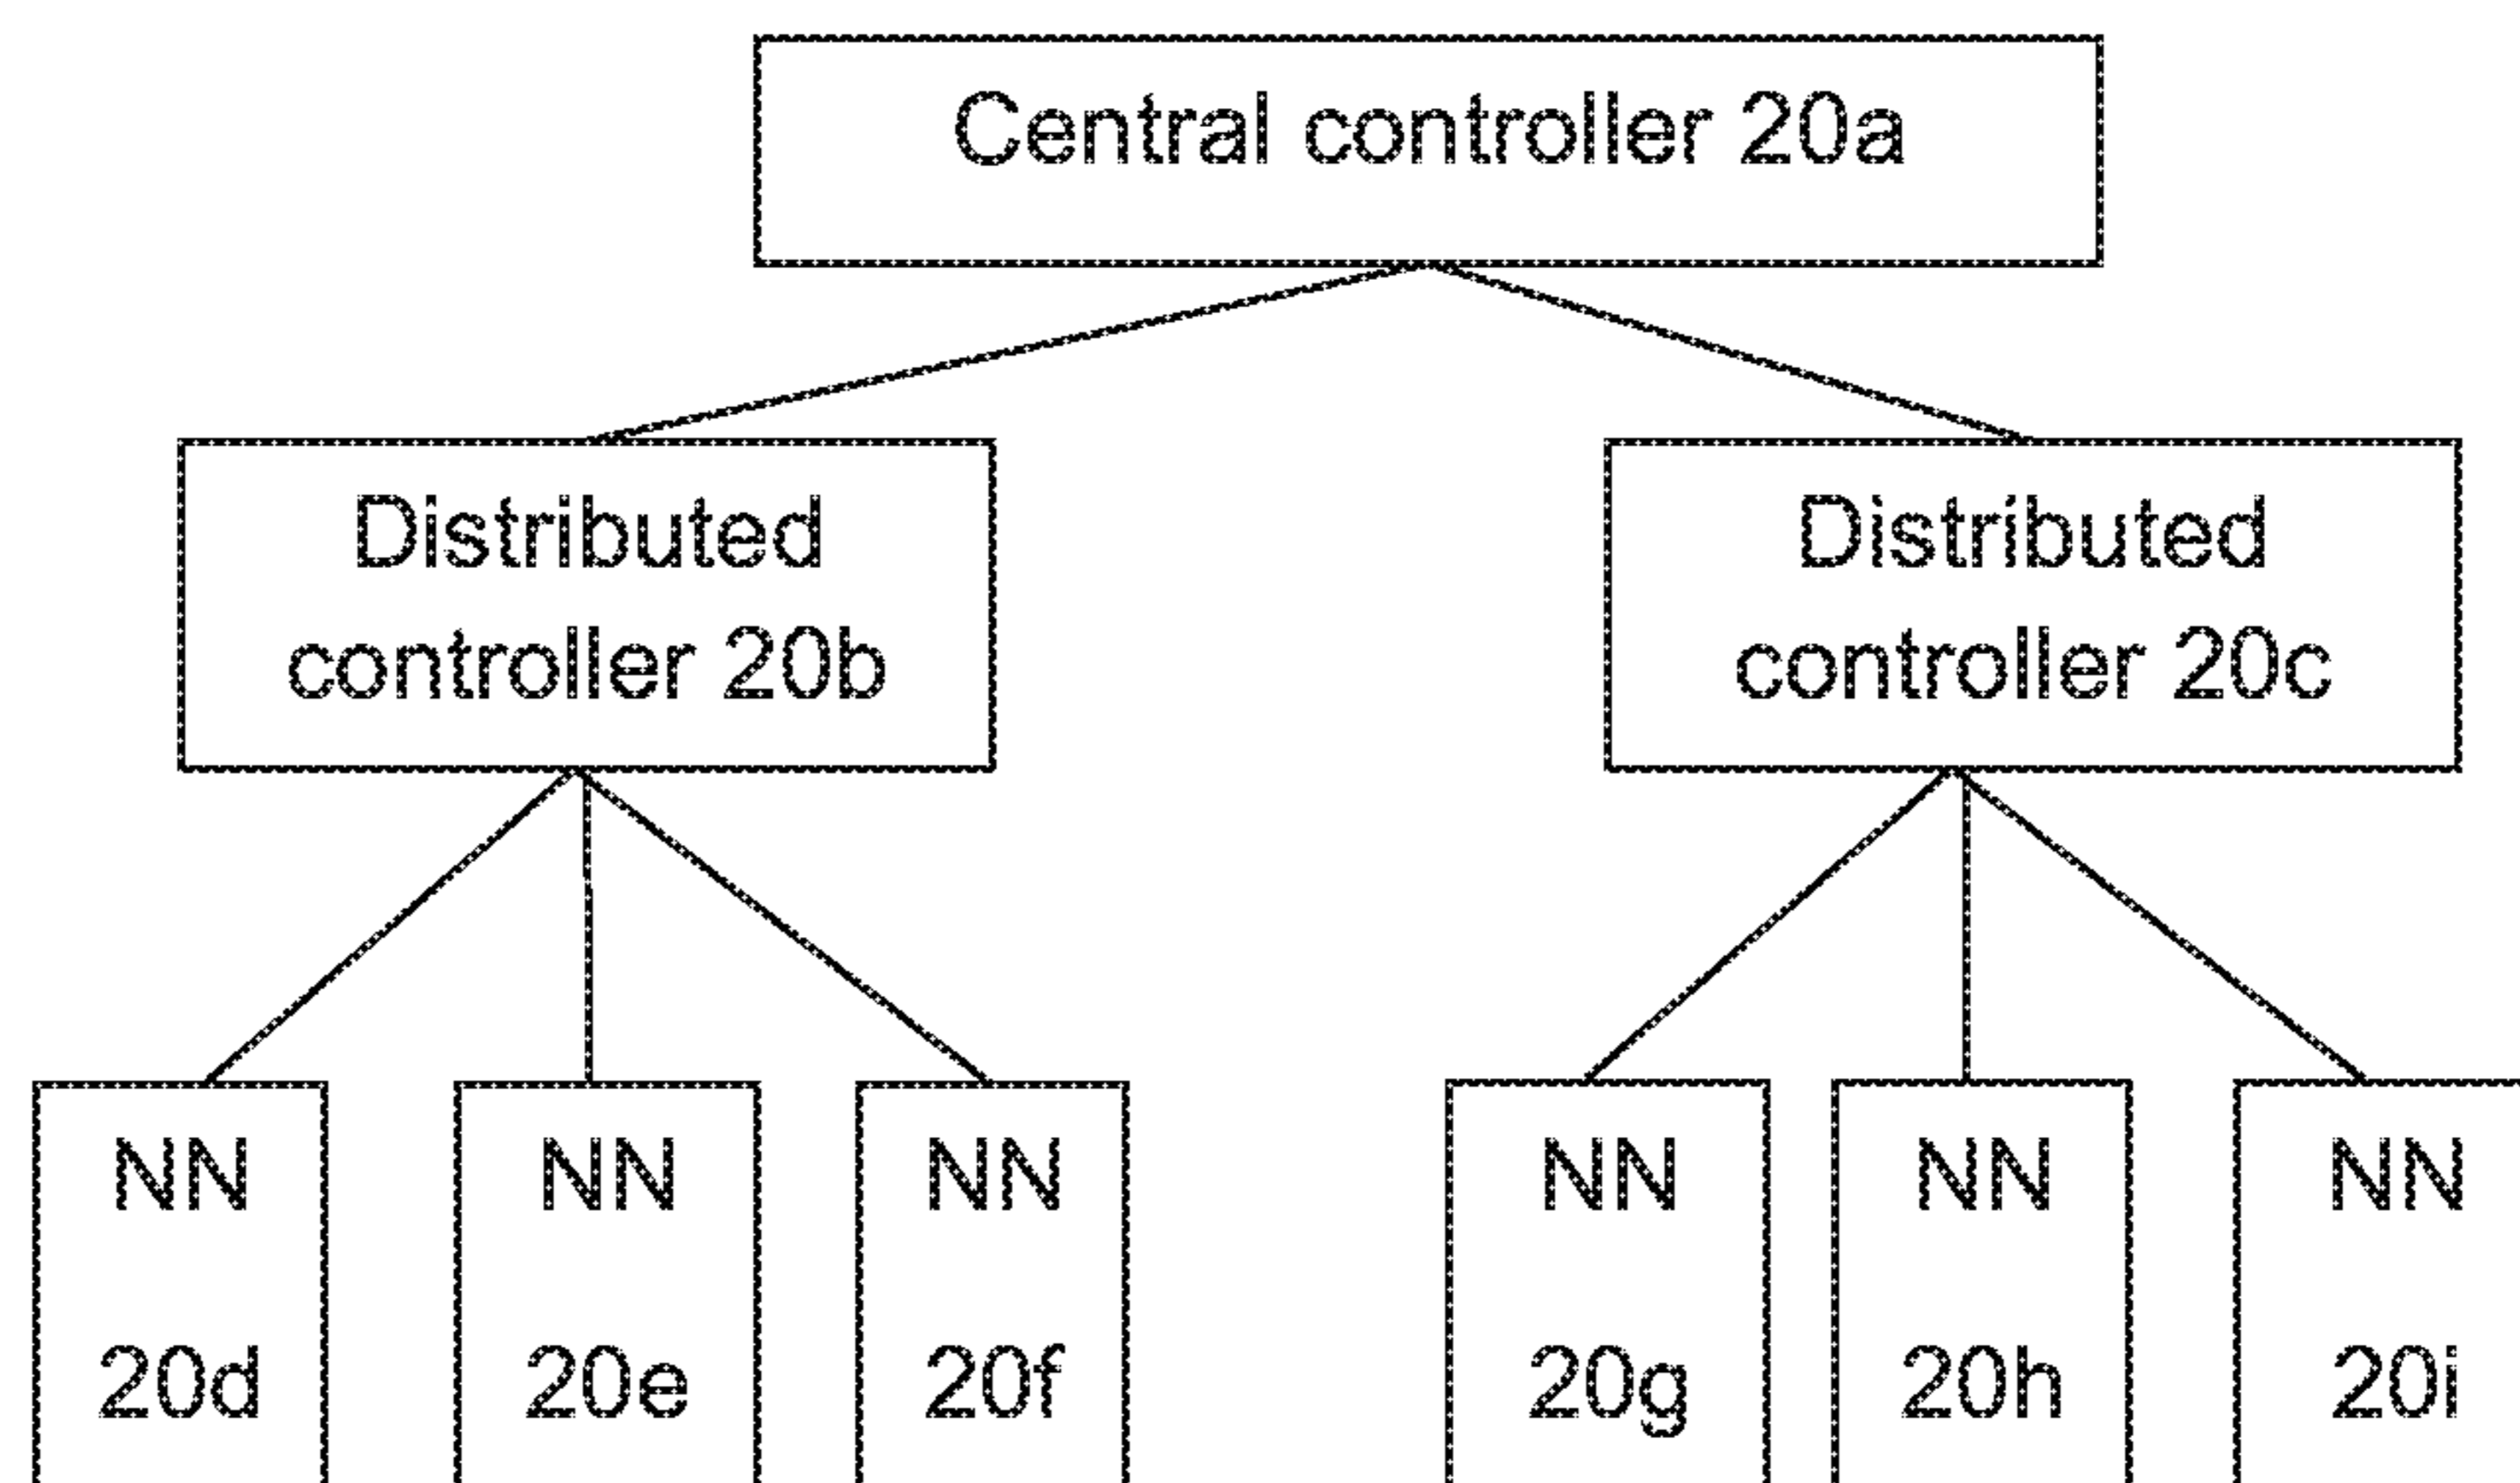 Central controller 20a
Distributed
controller 20b
Distributed
controller 20c
NN
20d
NN
20e
NN
20f
NN
20g
NN
20h
NN
20i